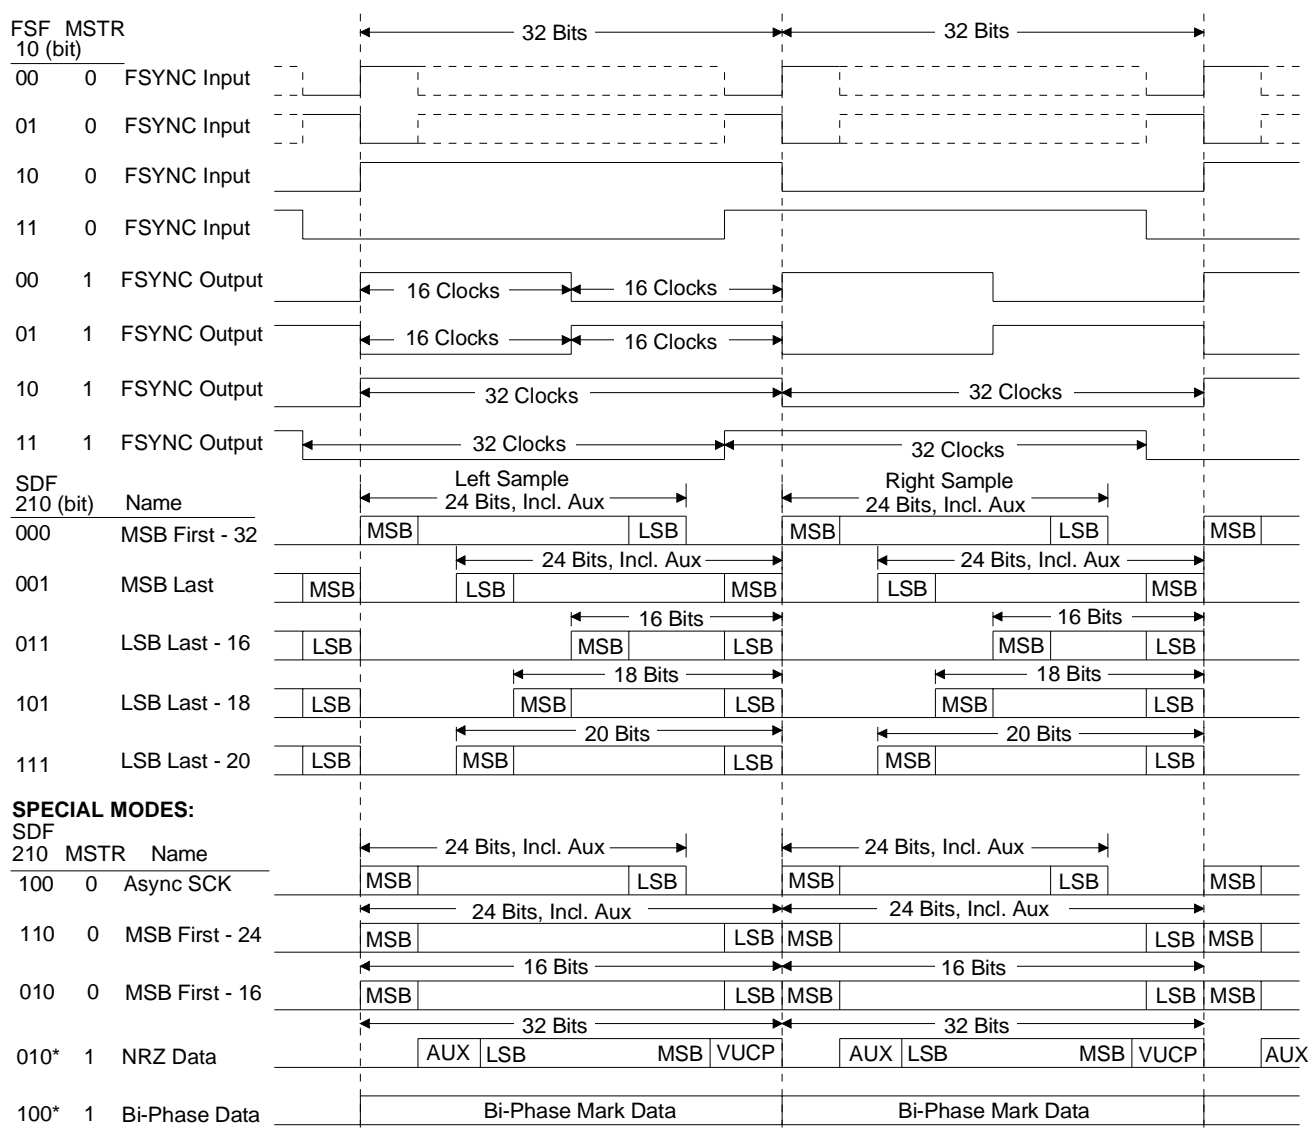 FSF MSTR
10 (bit)
32 Bits 32 Bits
00 0 FSYNC Input
01 0 FSYNC Input
10 0 FSYNC Input
11 0 FSYNC Input
00 1 FSYNC Output 16 Clocks 16 Clocks
01 1 FSYNC Output 16 Clocks 16 Clocks
10 1 FSYNC Output 32 Clocks 32 Clocks
11 1 FSYNC Output 32 Clocks 32 Clocks
SDF
210 (bit) Name
Left Sample Right Sample
24 Bits, Incl. Aux 24 Bits, Incl. Aux
000 MSB First - 32 MSB LSB MSB LSB MSB
24 Bits, Incl. Aux 24 Bits, Incl. Aux
001 MSB Last MSB LSB MSB LSB MSB
16 Bits 16 Bits
011 LSB Last - 16 LSB MSB LSB MSB LSB
18 Bits 18 Bits
101 LSB Last - 18 LSB MSB LSB MSB LSB
20 Bits 20 Bits
111 LSB Last - 20 LSB MSB LSB MSB LSB
SPECIAL MODES:
SDF
210 MSTR Name
24 Bits, Incl. Aux 24 Bits, Incl. Aux
100 0 Async SCK MSB LSB MSB LSB MSB
24 Bits, Incl. Aux 24 Bits, Incl. Aux
110 0 MSB First - 24 MSB LSB MSB LSB MSB
16 Bits 16 Bits
010 0 MSB First - 16 MSB LSB MSB LSB MSB
32 Bits 32 Bits
010* 1 NRZ Data AUX LSB MSB VUCP AUX LSB MSB VUCP AUX
100* 1 Bi-Phase Data Bi-Phase Mark Data Bi-Phase Mark Data